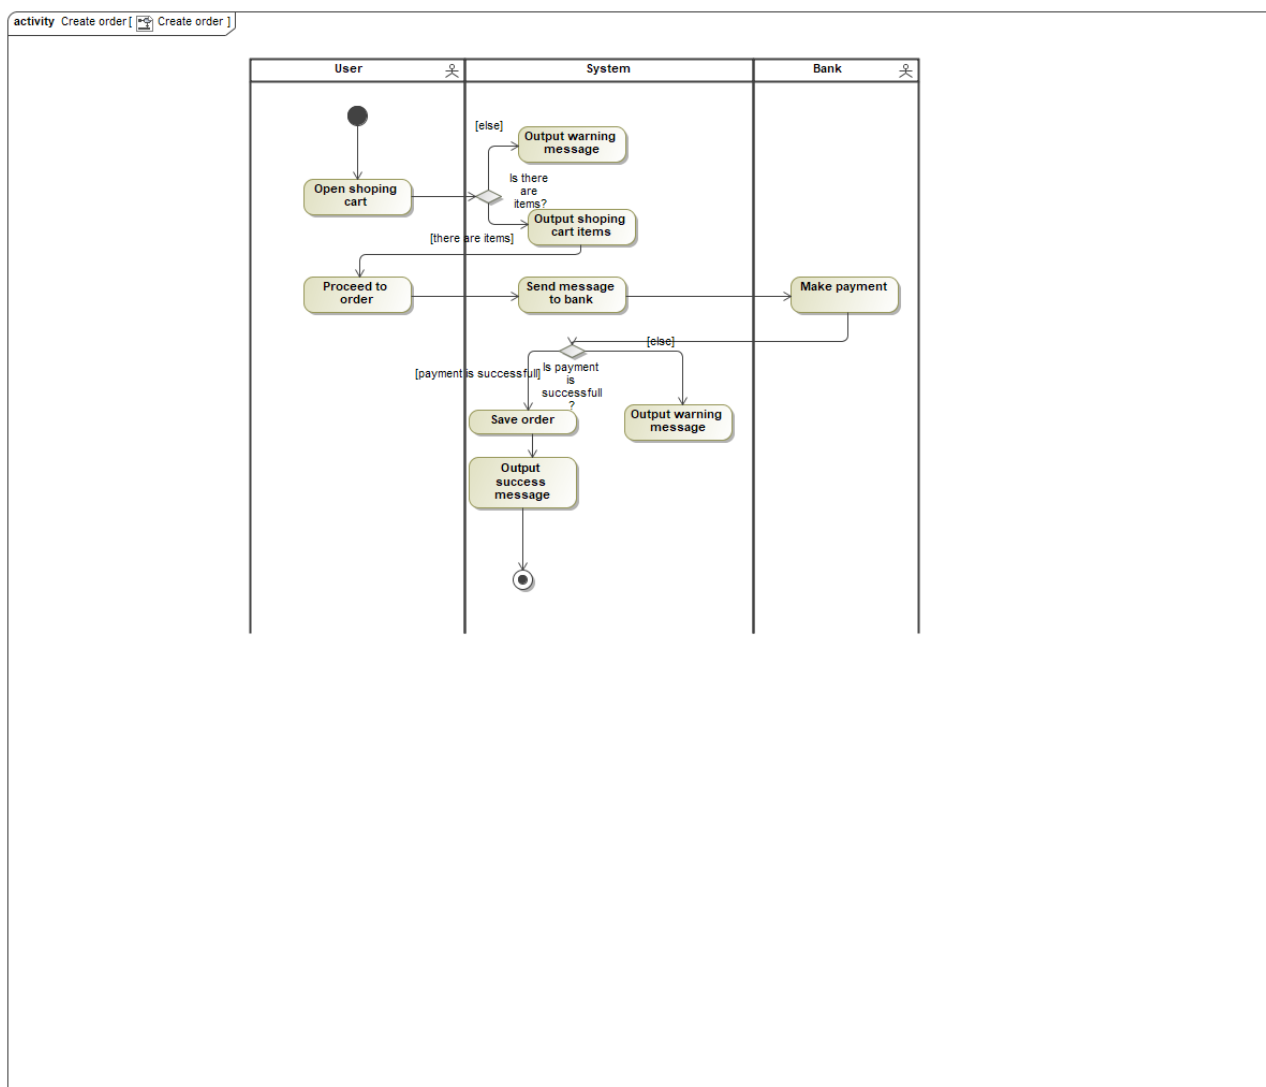 activity Create order [ Create order ]
User
System
Bank
[else]
Output warning
message
Open shoping
cart
Is there
are
items?
Output shoping
cart items
[there are items]
Proceed to
order
Send message
to bank
Make payment
[else]
[payment is successfull]
Is payment
is
successfull
?
Save order
Output warning
message
Output
success
message